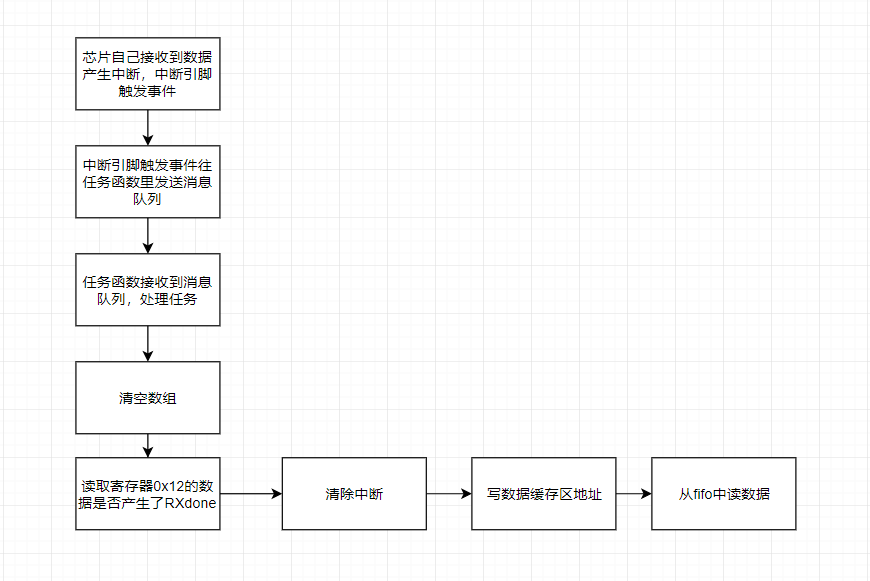 芯片自己接收到数据
产生中断，中断引脚
触发事件
中断引脚触发事件往
任务函数里发送消息
队列
任务函数接收到消息
队列，处理任务
清空数组
读取寄存器0x12的数
据是否产生了RXdone
清除中断
写数据缓存区地址
从fifo中读数据